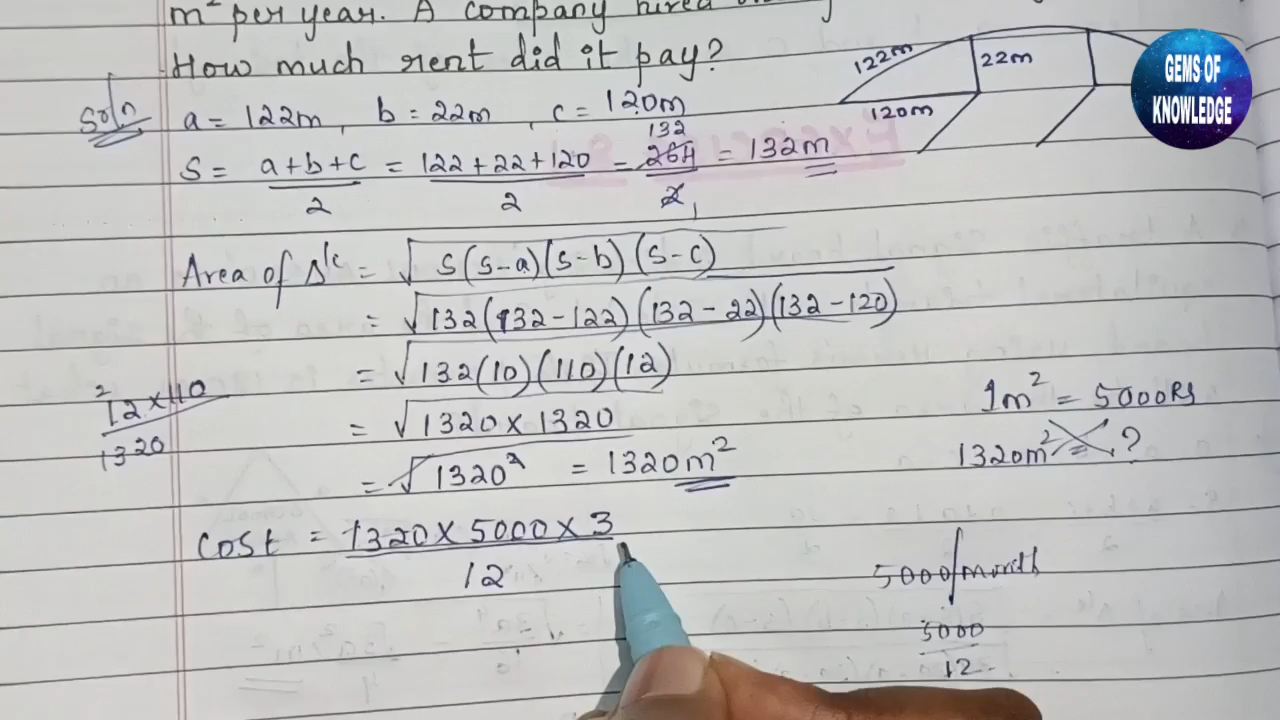 m² per year. A company hired
How much rent did it pay?
Soln
a = 122m, b = 22m, c = 120m
S = a+b+c/2 = 122+22+120/2 = 264/2 = 132m
132
1
122m
22m
120m
GEMS OF
KNOWLEDGE
Area of Δle = √S(S-a)(S-b)(S-c)
= √132(132-122)(132-22)(132-120)
= √132(10)(110)(12)
= √1320 × 1320
= √1320² = 1320m²
2
12×110
1320
1m² = 5000Rs
1320m² = ?
Cost = 1320 × 5000 × 3
12
5000/month
5000
12